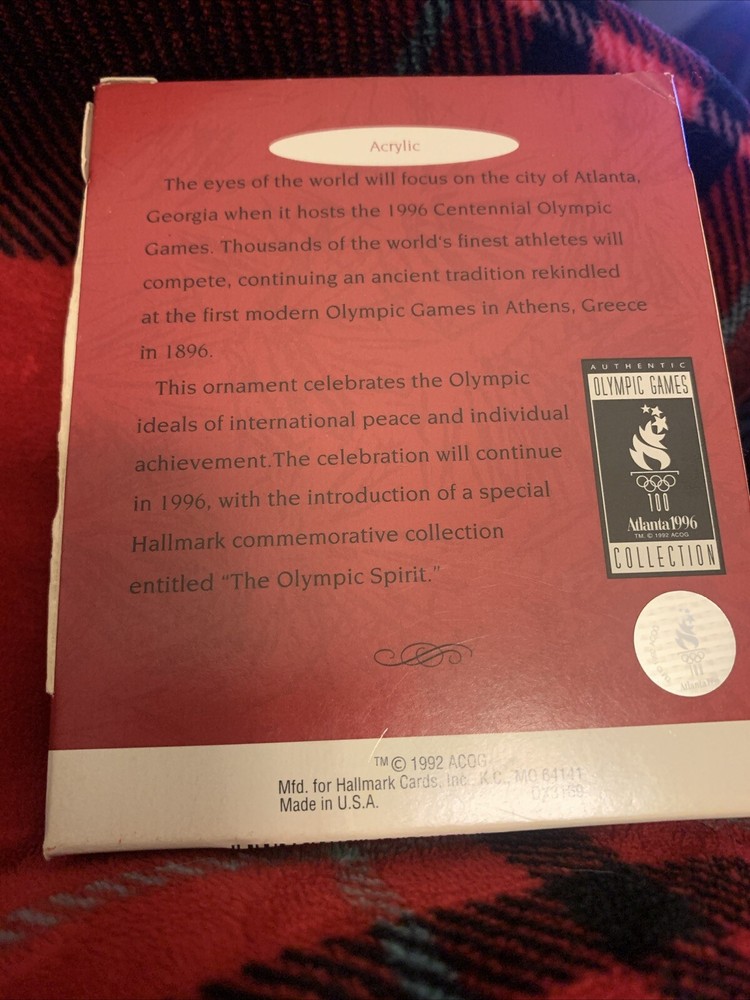 Acrylic
The eyes of the world will focus on the city of Atlanta,
Georgia when it hosts the 1996 Centennial Olympic
Games. Thousands of the world's finest athletes will
compete, continuing an ancient tradition rekindled
at the first modern Olympic Games in Athens, Greece
in 1896.
This ornament celebrates the Olympic
ideals of international peace and individual
achievement.The celebration will continue
in 1996, with the introduction of a special
Hallmark commemorative collection
entitled “The Olympic Spirit.”
AUTHENTIC
OLYMPIC GAMES
100
Atlanta 1996
TM, © 1992 ACOG
COLLECTION
Atlanta 1996
TM © 1992 ACOG
Mfd. for Hallmark Cards, Inc. K.C., MO 64141
Made in U.S.A.